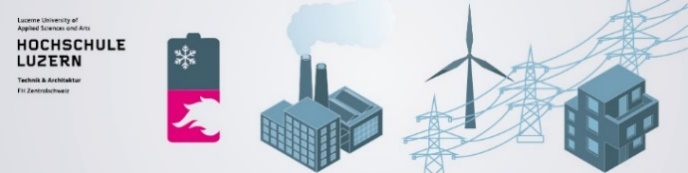 Lucerne University of
Applied Sciences and Arts
HOCHSCHULE
LUZERN
Technik & Architektur
FH Zentralschweiz